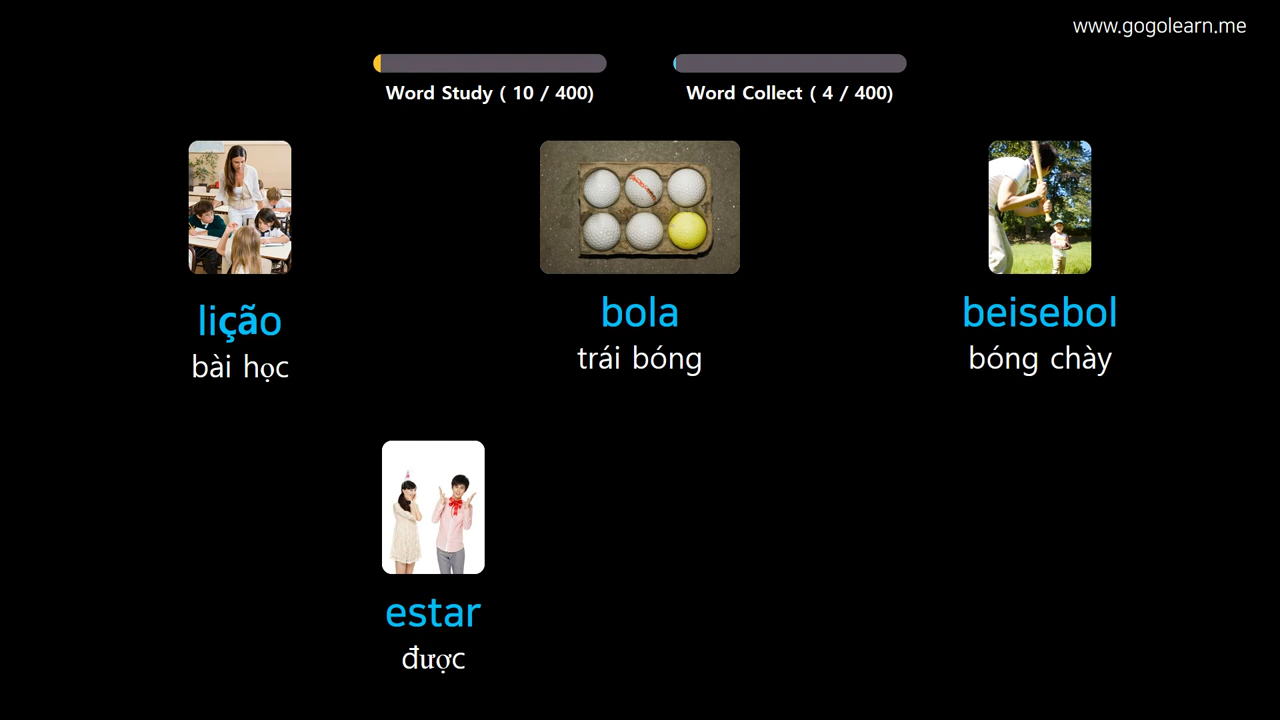 www.gogolearn.me
Word Study ( 10 / 400)
Word Collect ( 4 / 400)
lição
bài học
bola
trái bóng
beisebol
bóng chày
estar
được